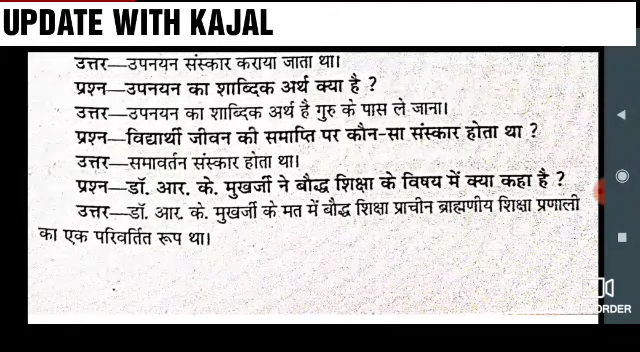 UPDATE WITH KAJAL
उत्तर—उपनयन संस्कार कराया जाता था।
प्रश्न—उपनयन का शाब्दिक अर्थ क्या है ?
उत्तर—उपनयन का शाब्दिक अर्थ है गुरु के पास ले जाना।
प्रश्न—विद्यार्थी जीवन की समाप्ति पर कौन-सा संस्कार होता था ?
उत्तर—समावर्तन संस्कार होता था।
प्रश्न—डॉ. आर. के. मुखर्जी ने बौद्ध शिक्षा के विषय में क्या कहा है ?
उत्तर—डॉ. आर. के. मुखर्जी के मत में बौद्ध शिक्षा प्राचीन ब्राह्मणीय शिक्षा प्रणाली
का एक परिवर्तित रूप था।